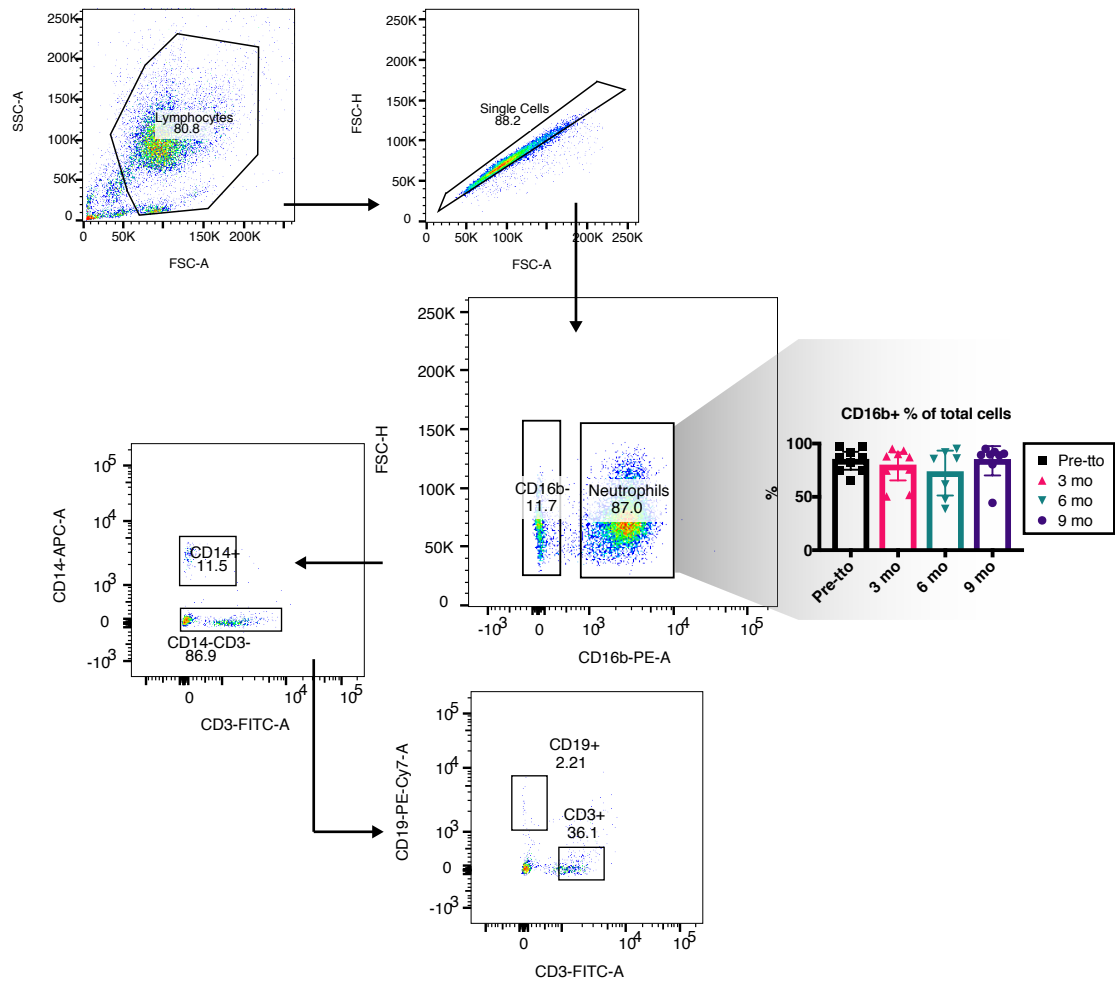 250K
200K
150K
100K
50K
0
SSC-A
Lymphocytes
80.8
0 50K 100K 150K 200K
FSC-A
250K
200K
150K
100K
50K
0
FSC-H
Single Cells
88.2
0 50K 100K 150K 200K 250K
FSC-A
250K
200K
150K
100K
50K
0
FSC-H
CD16b-
11.7
Neutrophils
87.0
-10³ 0 10³ 10⁴ 10⁵
CD16b-PE-A
CD16b+ % of total cells
100
50
0
%
Pre-tto
3 mo
6 mo
9 mo
Pre-tto
3 mo
6 mo
9 mo
10⁵
10⁴
10³
0
-10³
CD14-APC-A
CD14+
11.5
CD14-CD3-
86.9
0 10⁴ 10⁵
CD3-FITC-A
10⁵
10⁴
10³
0
-10³
CD19-PE-Cy7-A
CD19+
2.21
CD3+
36.1
0 10⁴ 10⁵
CD3-FITC-A